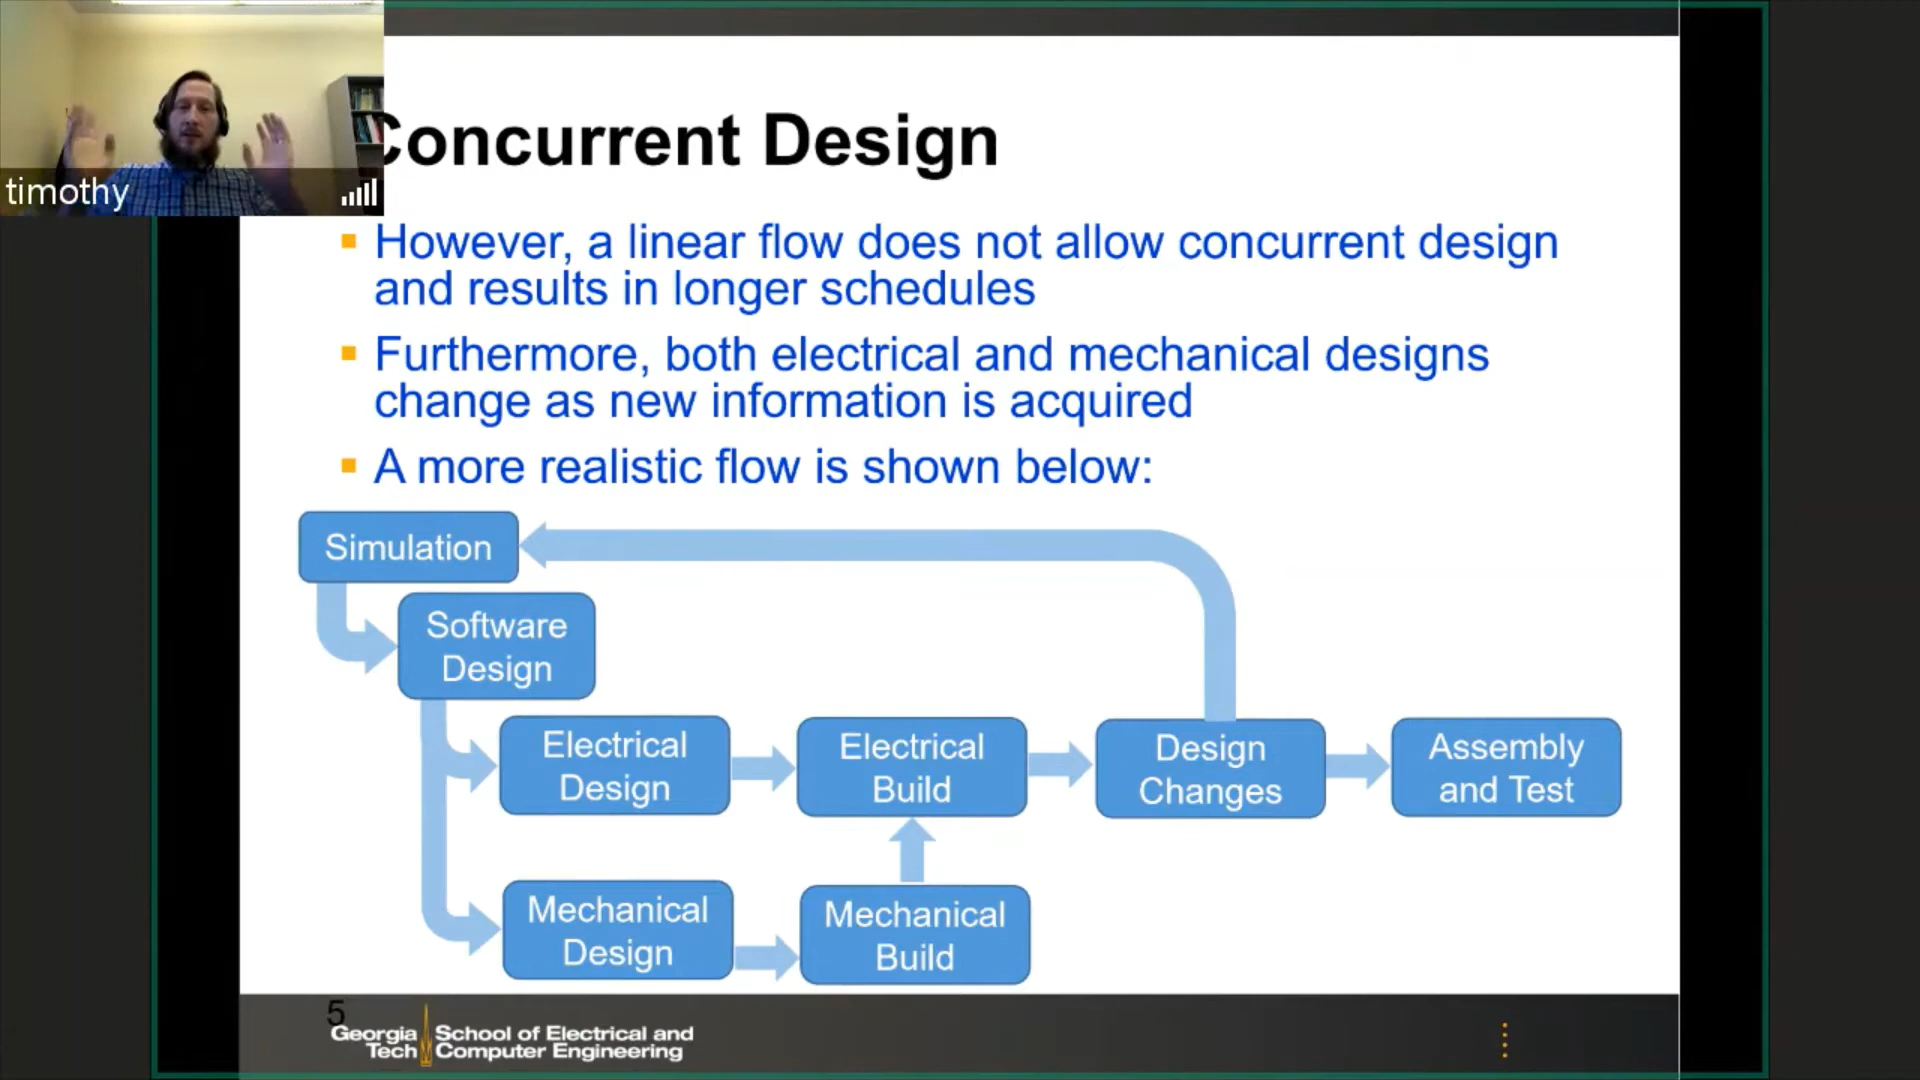 timothy
Concurrent Design
However, a linear flow does not allow concurrent design
and results in longer schedules
Furthermore, both electrical and mechanical designs
change as new information is acquired
A more realistic flow is shown below:
Simulation
Software
Design
Electrical
Design
Electrical
Build
Design
Changes
Assembly
and Test
Mechanical
Design
Mechanical
Build
5
Georgia
Tech
School of Electrical and
Computer Engineering